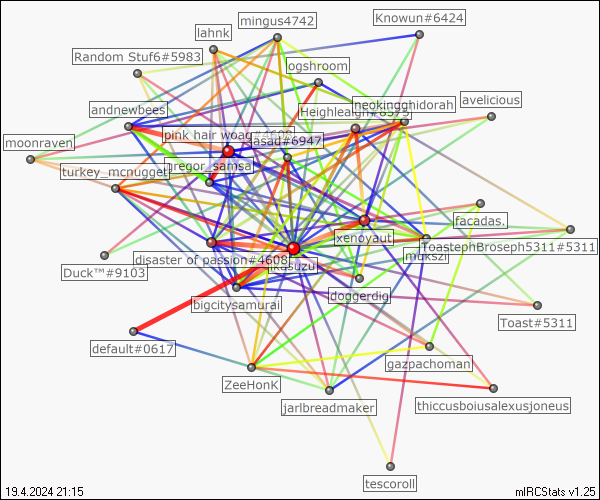 mingus4742
Knowun#6424
lahnk
Random Stuf6#5983
ogshroom
avelicious
neokingghidorah
andnewbees
Heighleaigh#6373
pink hair woag#4602
asad#6947
moonraven
turkey_mcnugget
gregor_samsa
facadas.
xenoyaut
ToastephBroseph5311#5311
disaster of passion#4608
ikasuzu
mukszi
Duck™#9103
doggerdig
bigcitysamurai
Toast#5311
default#0617
gazpachoman
ZeeHonK
jarlbreadmaker
thiccusboiusalexusjoneus
tescoroll
19.4.2024 21:15
mIRCStats v1.25